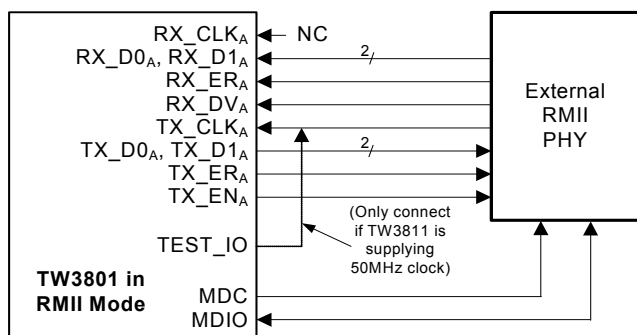 RX_CLKA NC
RX_D0A, RX_D1A 2
RX_ERA
RX_DVA
TX_CLKA
TX_D0A, TX_D1A 2
TX_ERA
TX_ENA
TEST_IO
(Only connect
if TW3811 is
supplying
50MHz clock)
TW3801 in
RMII Mode
MDC
MDIO
External
RMII
PHY